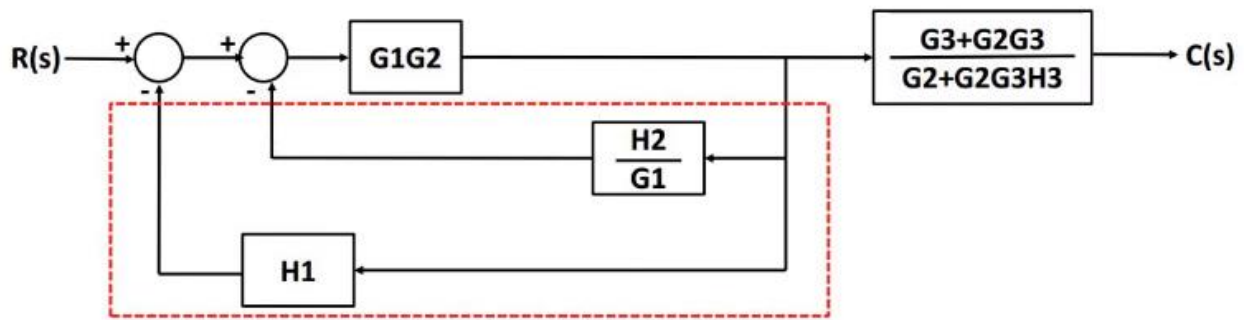 R(s)
+
-
+
-
G1G2
G3+G2G3
G2+G2G3H3
C(s)
H2
G1
H1